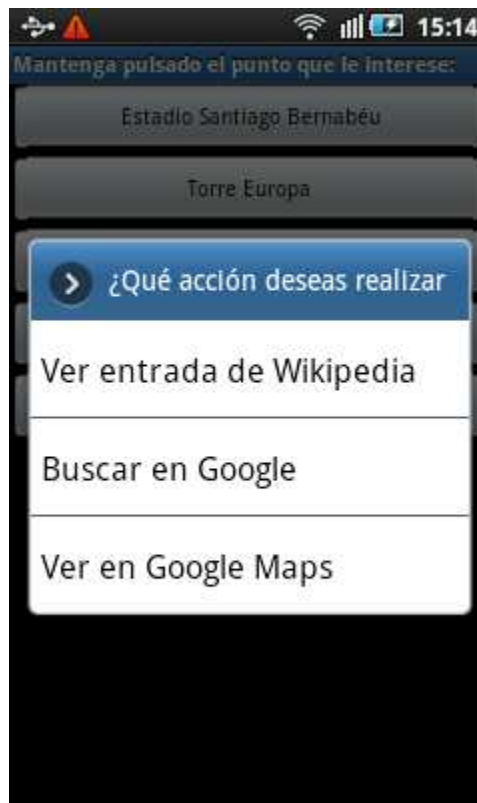 15:14
Mantenga pulsado el punto que le interese:
Estadio Santiago Bernabéu
Torre Europa
¿Qué acción deseas realizar
Ver entrada de Wikipedia
Buscar en Google
Ver en Google Maps